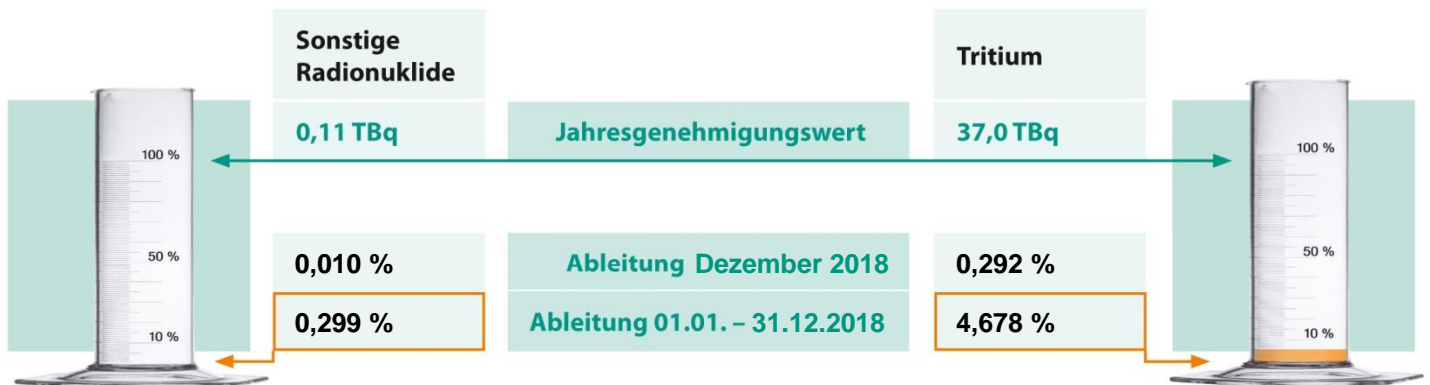 Sonstige
Radionuklide
Tritium
0,11 TBq
Jahresgenehmigungswert
37,0 TBq
100 %
100 %
50 %
0,010 %
Ableitung Dezember 2018
0,292 %
50 %
10 %
0,299 %
Ableitung 01.01. – 31.12.2018
4,678 %
10 %